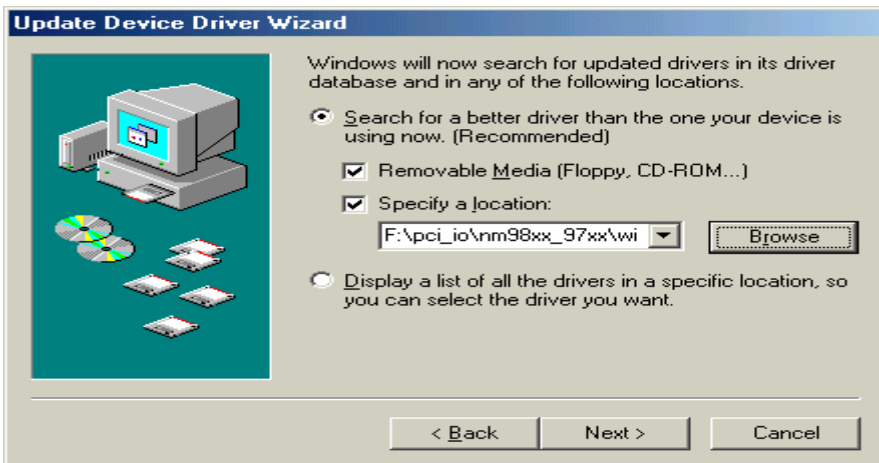 Update Device Driver Wizard
Windows will now search for updated drivers in its driver
database and in any of the following locations.
Search for a better driver than the one your device is
using now. (Recommended)
Removable Media (Floppy, CD-ROM...)
Specify a location:
F:\pci_io\nm98xx_97xx\wi
Browse
Display a list of all the drivers in a specific location, so
you can select the driver you want.
< Back
Next >
Cancel